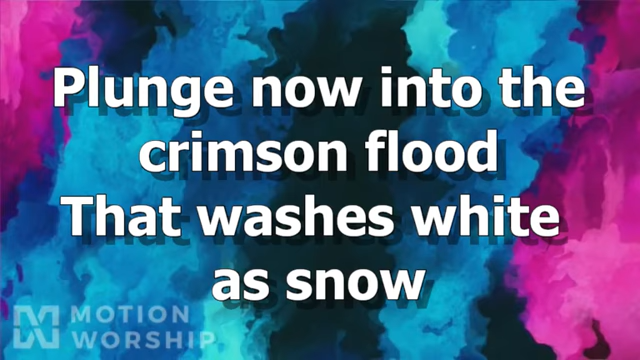 Plunge now into the
crimson flood
That washes white
as snow
MOTION
WORSHIP